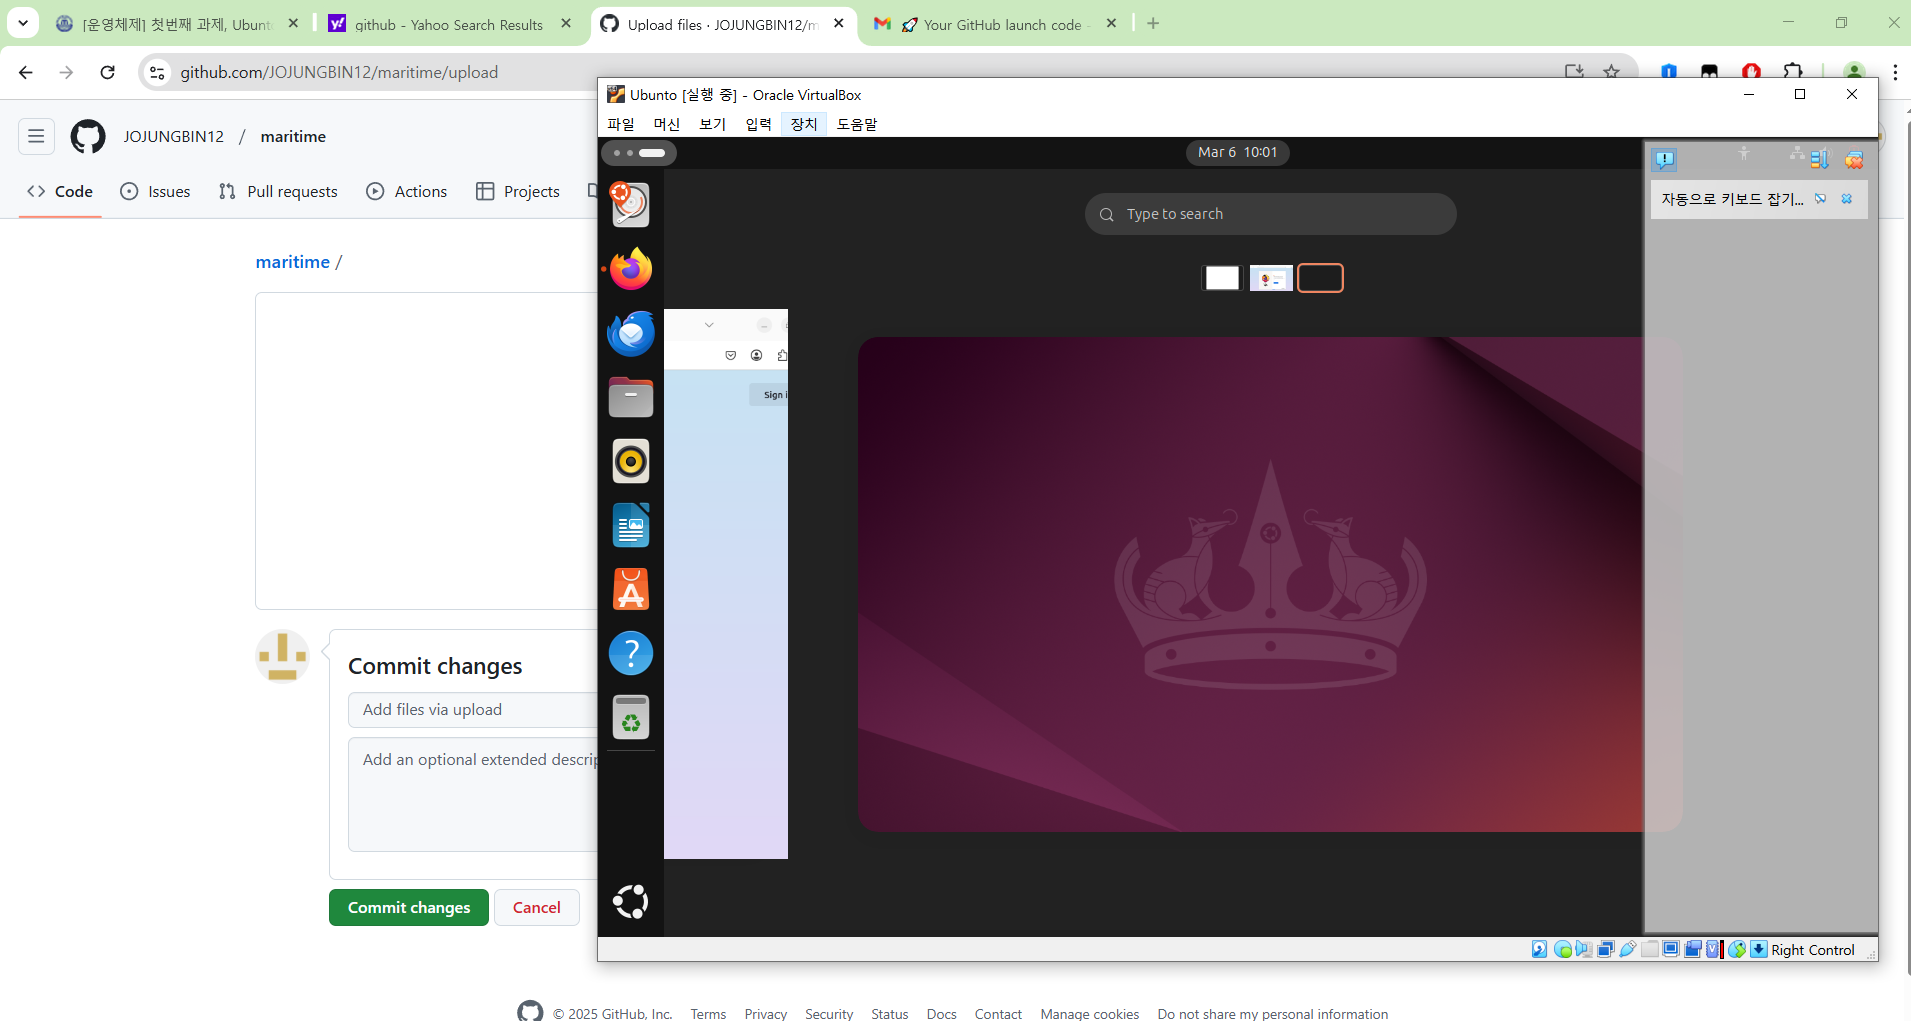 [운영체제] 첫번째 과제, Ubunt
github - Yahoo Search Results
Upload files · JOJUNGBIN12/m
Your GitHub launch code -
github.com/JOJUNGBIN12/maritime/upload
JOJUNGBIN12 / maritime
Code
Issues
Pull requests
Actions
Projects
maritime /
Commit changes
Add files via upload
Add an optional extended descrip
Commit changes
Cancel
Ubunto [실행 중] - Oracle VirtualBox
파일 머신 보기 입력 장치 도움말
Mar 6 10:01
Type to search
자동으로 키보드 잡기...
Sign i
Right Control
© 2025 GitHub, Inc. Terms Privacy Security Status Docs Contact Manage cookies Do not share my personal information